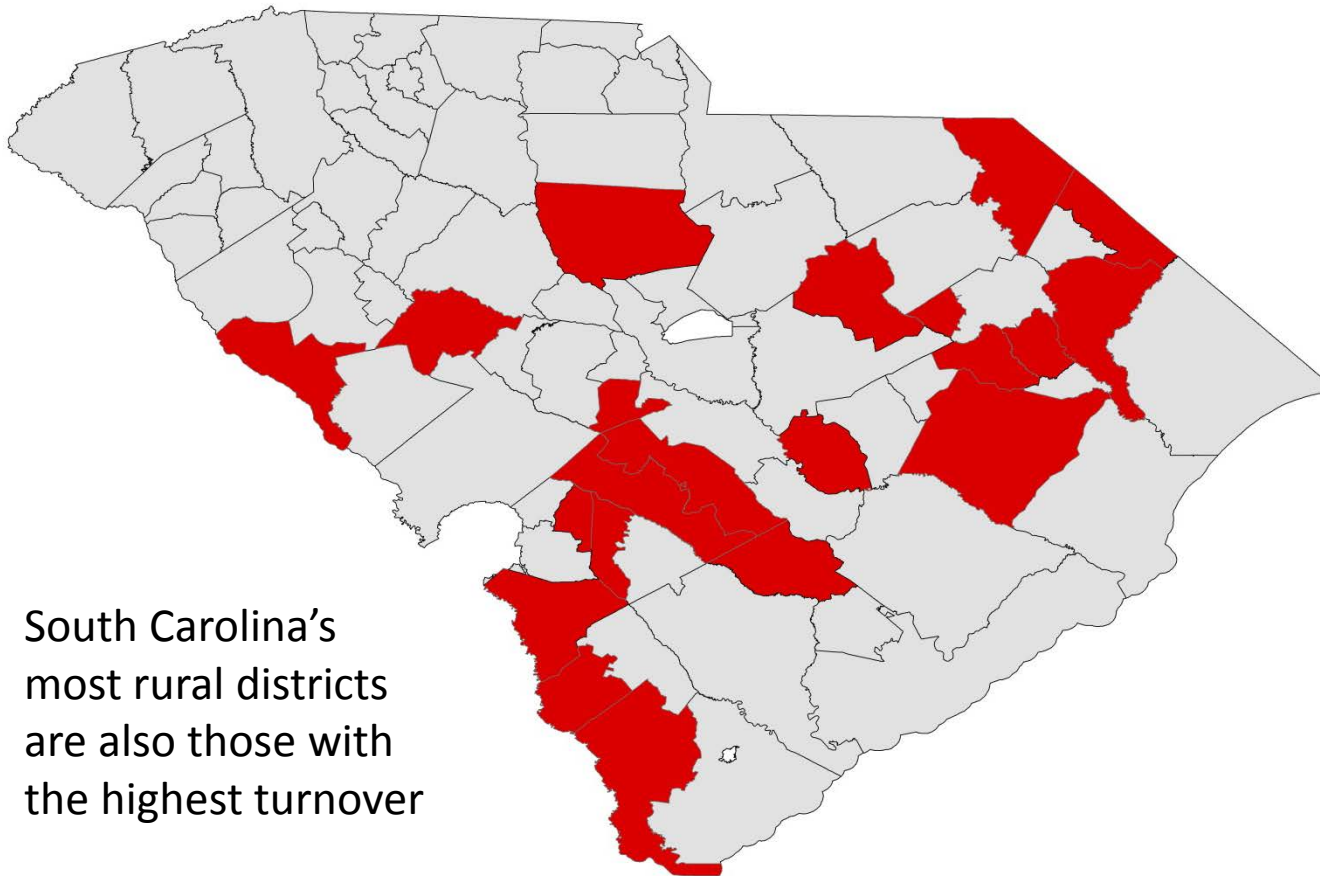 South Carolina’s
most rural districts
are also those with
the highest turnover